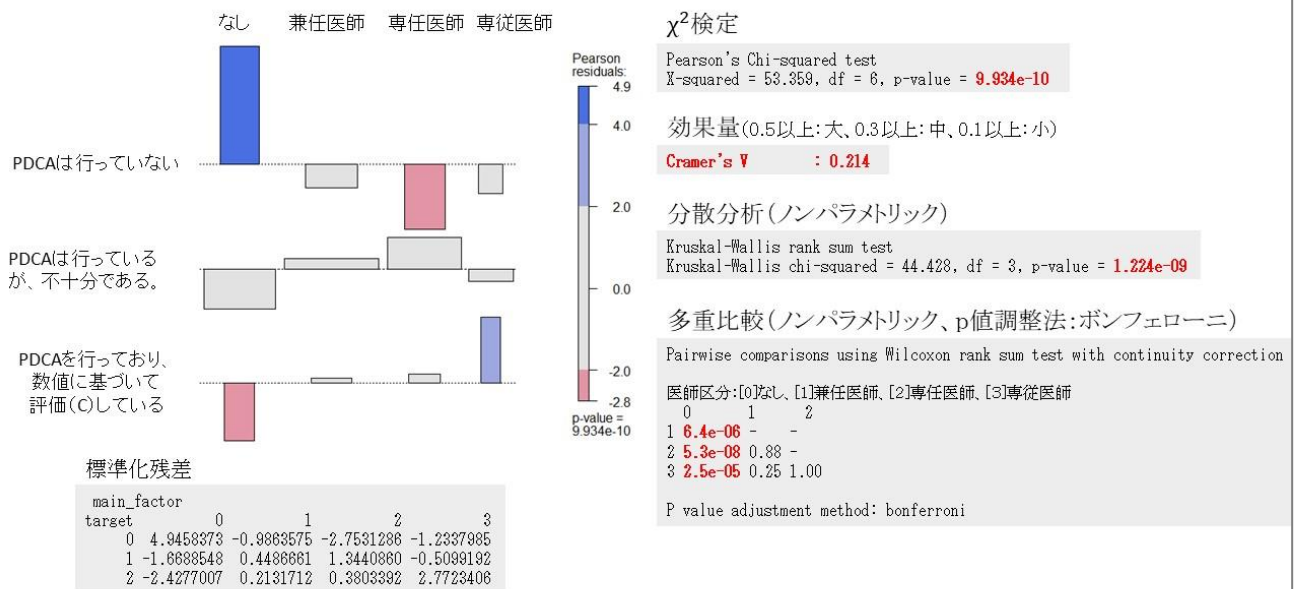 なし 兼任医師 専任医師 専従医師
PDCAは行っていない
PDCAは行っている
が、不十分である。
PDCAを行っており、
数値に基づいて
評価(C)している
Pearson
residuals:
4.9
4.0
2.0
0.0
-2.0
-2.8
p-value =
9.934e-10
標準化残差
main_factor
target 0 1 2 3
0 4.9458373 -0.9863575 -2.7531286 -1.2337985
1 -1.6688548 0.4486661 1.3440860 -0.5099192
2 -2.4277007 0.2131712 0.3803392 2.7723406
χ²検定
Pearson's Chi-squared test
X-squared = 53.359, df = 6, p-value = 9.934e-10
効果量(0.5以上:大、0.3以上:中、0.1以上:小)
Cramer's V : 0.214
分散分析(ノンパラメトリック)
Kruskal-Wallis rank sum test
Kruskal-Wallis chi-squared = 44.428, df = 3, p-value = 1.224e-09
多重比較(ノンパラメトリック、p値調整法:ボンフェローニ)
Pairwise comparisons using Wilcoxon rank sum test with continuity correction
医師区分:[0]なし、[1]兼任医師、[2]専任医師、[3]専従医師
0 1 2
1 6.4e-06 - -
2 5.3e-08 0.88 -
3 2.5e-05 0.25 1.00
P value adjustment method: bonferroni